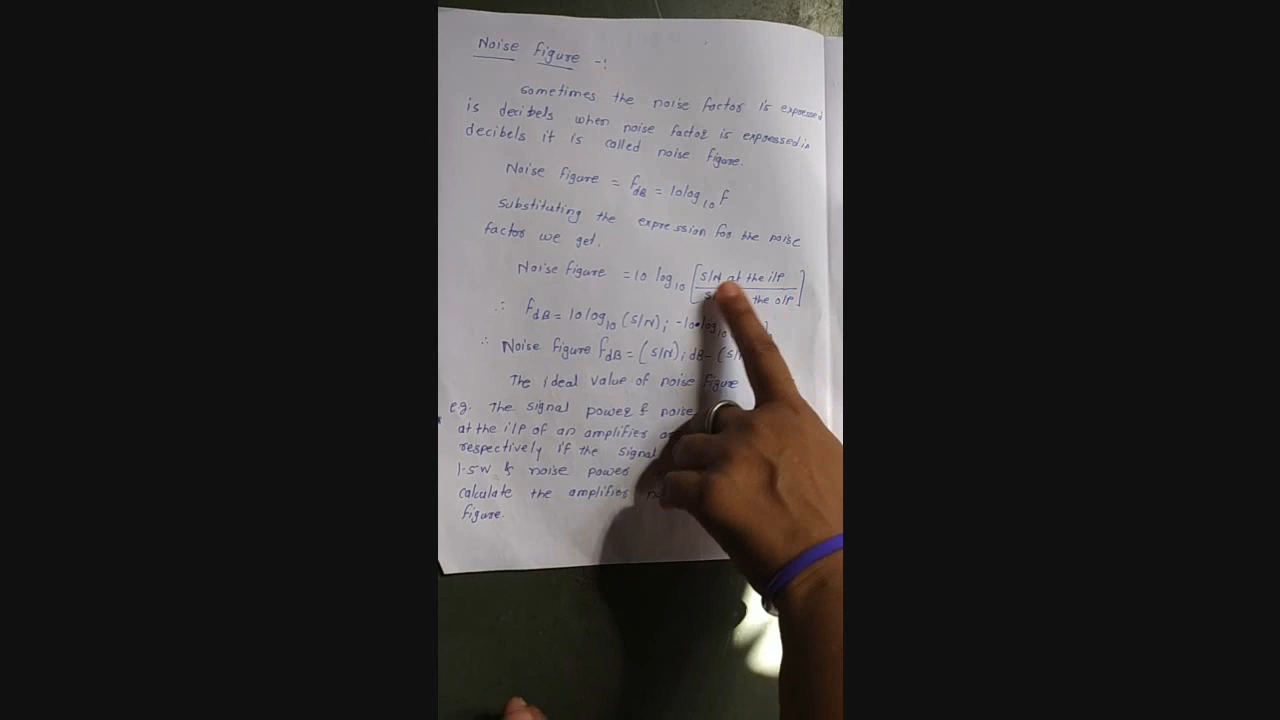 Noise figure -:
sometimes the noise factor is expressed
is decibels when noise factor is expressed in
decibels it is called noise figure.
Noise figure = FdB = 10log10 F
substituting the expression for the noise
factor we get.
Noise figure = 10 log10 [S/N at the i/P
the o/P]
∴ FdB = 10log10 (S/N)i - 10 log10
∴ Noise figure FdB = (S/N)i dB - (S/N
The ideal value of noise figure
eg. The signal power & noise
at the i/P of an amplifier
respectively if the signal
1.5W & noise power
calculate the amplifier
figure.